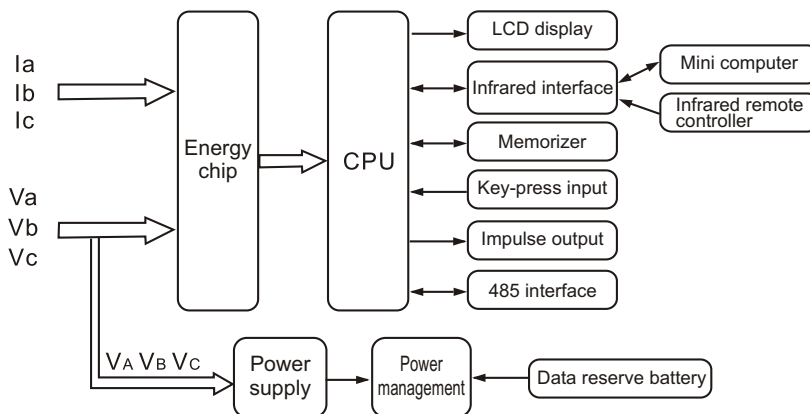 Ia
Ib
Ic
Va
Vb
Vc
Energy
chip
CPU
LCD display
Infrared interface
Mini computer
Infrared remote
controller
Memorizer
Key-press input
Impulse output
485 interface
VA VB VC
Power
supply
Power
management
Data reserve battery